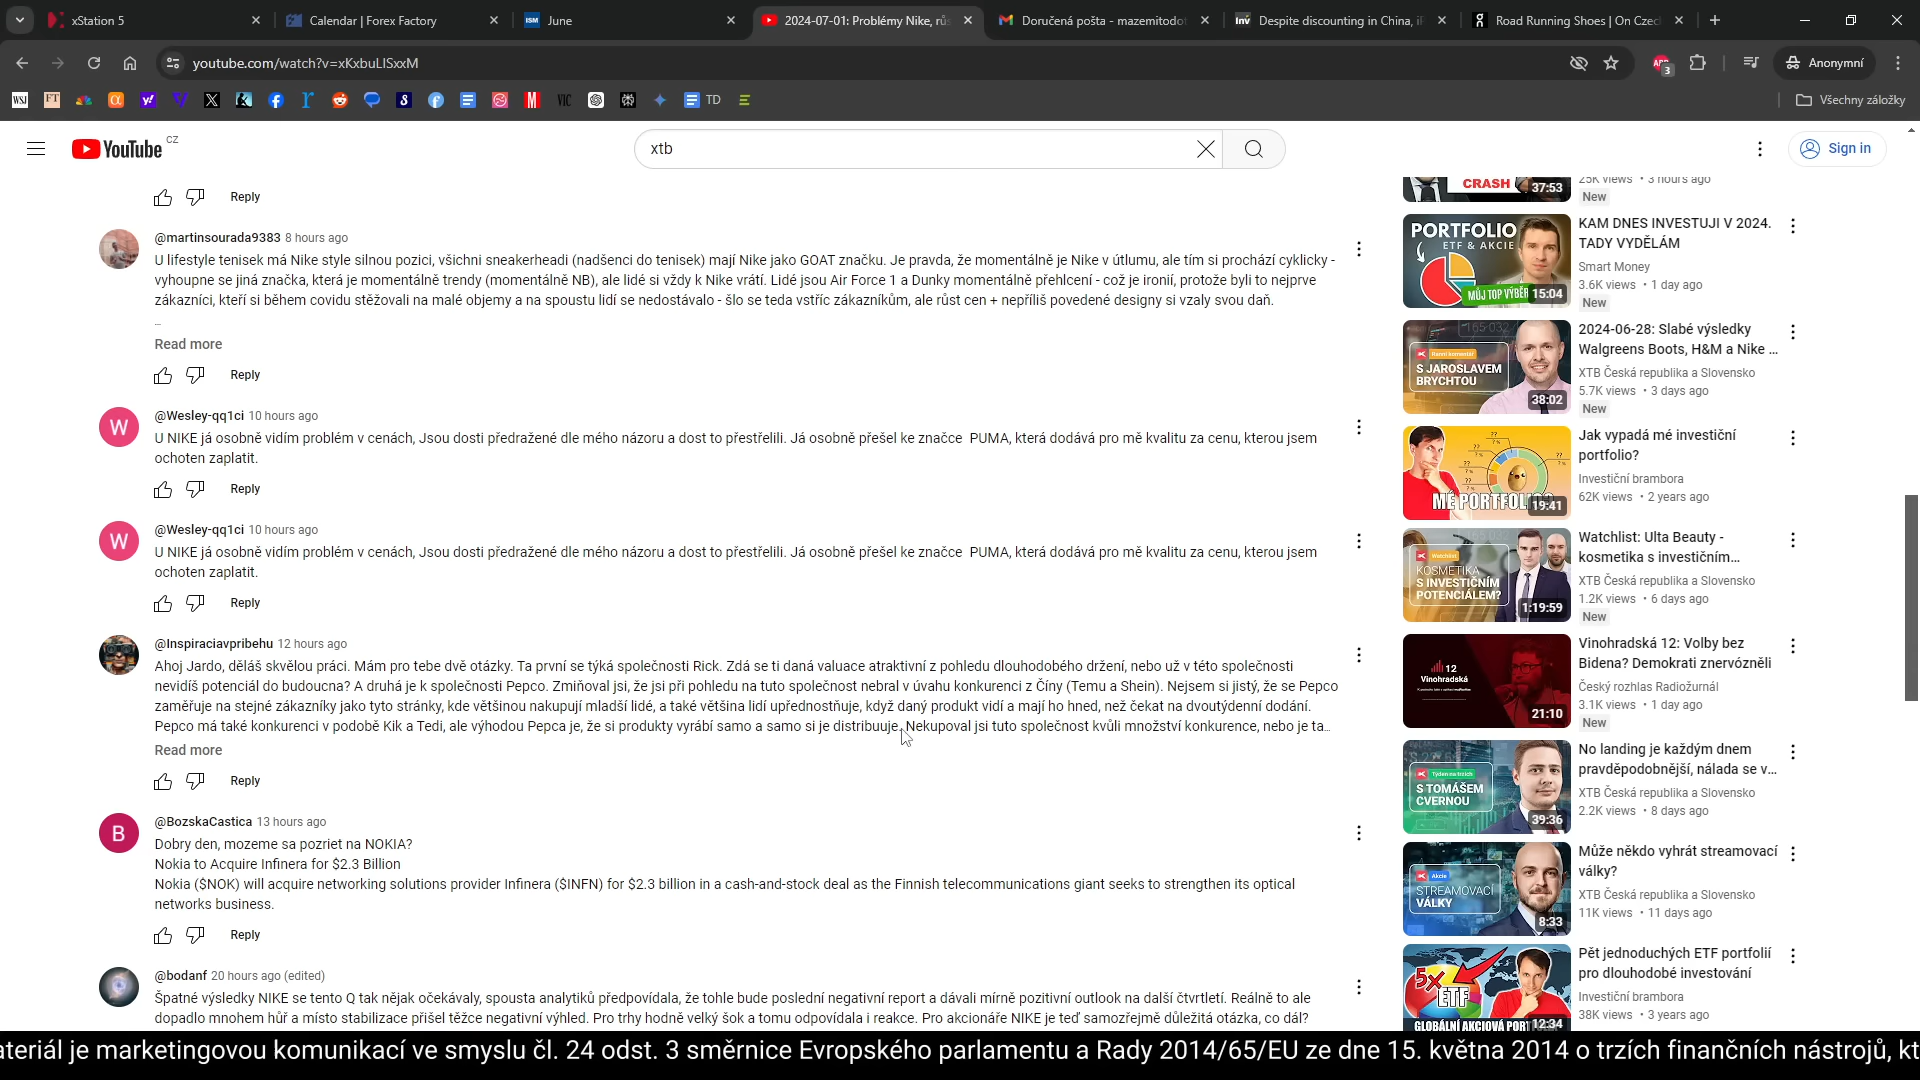 xStation 5
Calendar | Forex Factory
ISM
June
2024-07-01: Problémy Nike, rů
Doručená pošta - mazemitodo
Inv
Despite discounting in China, i
Road Running Shoes | On Czec
youtube.com/watch?v=xKxbuLISxxM
3
Anonymní
WSJ
FT
VIC
TD
Všechny záložky
YouTube CZ
xtb
Sign in
Reply
@martinsourada9383 8 hours ago
U lifestyle tenisek má Nike style silnou pozici, všichni sneakerheadi (nadšenci do tenisek) mají Nike jako GOAT značku. Je pravda, že momentálně je Nike v útlumu, ale tím si prochází cyklicky -
vyhoupne se jiná značka, která je momentálně trendy (momentálně NB), ale lidé si vždy k Nike vrátí. Lidé jsou Air Force 1 a Dunky momentálně přehlcení - což je ironií, protože byli to nejprve
zákazníci, kteří si během covidu stěžovali na malé objemy a na spoustu lidí se nedostávalo - šlo se teda vstříc zákazníkům, ale růst cen + nepříliš povedené designy si vzaly svou daň.
...
Read more
Reply
@Wesley-qq1ci 10 hours ago
U NIKE já osobně vidím problém v cenách, Jsou dosti předražené dle mého názoru a dost to přestřelili. Já osobně přešel ke značce  PUMA, která dodává pro mě kvalitu za cenu, kterou jsem
ochoten zaplatit.
Reply
@Wesley-qq1ci 10 hours ago
U NIKE já osobně vidím problém v cenách, Jsou dosti předražené dle mého názoru a dost to přestřelili. Já osobně přešel ke značce  PUMA, která dodává pro mě kvalitu za cenu, kterou jsem
ochoten zaplatit.
Reply
@Inspiraciavpribehu 12 hours ago
Ahoj Jardo, děláš skvělou práci. Mám pro tebe dvě otázky. Ta první se týká společnosti Rick. Zdá se ti daná valuace atraktivní z pohledu dlouhodobého držení, nebo už v této společnosti
nevidíš potenciál do budoucna? A druhá je k společnosti Pepco. Zmiňoval jsi, že jsi při pohledu na tuto společnost nebral v úvahu konkurenci z Číny (Temu a Shein). Nejsem si jistý, že se Pepco
zaměřuje na stejné zákazníky jako tyto stránky, kde většinou nakupují mladší lidé, a také většina lidí upřednostňuje, když daný produkt vidí a mají ho hned, než čekat na dvoutýdenní dodání.
Pepco má také konkurenci v podobě Kik a Tedi, ale výhodou Pepca je, že si produkty vyrábí samo a samo si je distribuuje. Nekupoval jsi tuto společnost kvůli množství konkurence, nebo je ta...
Read more
Reply
@BozskaCastica 13 hours ago
Dobry den, mozeme sa pozriet na NOKIA?
Nokia to Acquire Infinera for $2.3 Billion
Nokia ($NOK) will acquire networking solutions provider Infinera ($INFN) for $2.3 billion in a cash-and-stock deal as the Finnish telecommunications giant seeks to strengthen its optical
networks business.
Reply
@bodanf 20 hours ago (edited)
Špatné výsledky NIKE se tento Q tak nějak očekávaly, spousta analytiků předpovídala, že tohle bude poslední negativní report a dávali mírně pozitivní outlook na další čtvrtletí. Reálně to ale
dopadlo mnohem hůř a místo stabilizace přišel těžce negativní výhled. Pro trhy hodně velký šok a tomu odpovídala i reakce. Pro akcionáře NIKE je teď samozřejmě důležitá otázka, co dál?
CRASH
37:53
25K views • 3 hours ago
New
PORTFOLIO
ETF & AKCIE
MŮJ TOP VÝBĚR
15:04
KAM DNES INVESTUJI V 2024.
TADY VYDĚLÁM
Smart Money
3.6K views • 1 day ago
New
Ranní komentář
S JAROSLAVEM
BRYCHTOU
38:02
2024-06-28: Slabé výsledky
Walgreens Boots, H&M a Nike ...
XTB Česká republika a Slovensko
5.7K views • 3 days ago
New
MÉ PORTFOLIO?
19:41
Jak vypadá mé investiční
portfolio?
Investiční brambora
62K views • 2 years ago
Watchlist
KOSMETIKA
S INVESTIČNÍM
POTENCIÁLEM?
1:19:59
Watchlist: Ulta Beauty -
kosmetika s investičním...
XTB Česká republika a Slovensko
1.2K views • 6 days ago
New
12
Vinohradská
21:10
Vinohradská 12: Volby bez
Bidena? Demokrati znervózněli
Český rozhlas Radiožurnál
3.1K views • 1 day ago
New
Týden na trzích
S TOMÁŠEM
CVERNOU
39:36
No landing je každým dnem
pravděpodobnější, nálada se v...
XTB Česká republika a Slovensko
2.2K views • 8 days ago
Akcie
STREAMOVACÍ
VÁLKY
8:33
Může někdo vyhrát streamovací
války?
XTB Česká republika a Slovensko
11K views • 11 days ago
5X
ETF
GLOBÁLNÍ AKCIOVÁ
12:34
Pět jednoduchých ETF portfolií
pro dlouhodobé investování
Investiční brambora
38K views • 3 years ago
ateriál je marketingovou komunikací ve smyslu čl. 24 odst. 3 směrnice Evropského parlamentu a Rady 2014/65/EU ze dne 15. května 2014 o trzích finančních nástrojů, kt